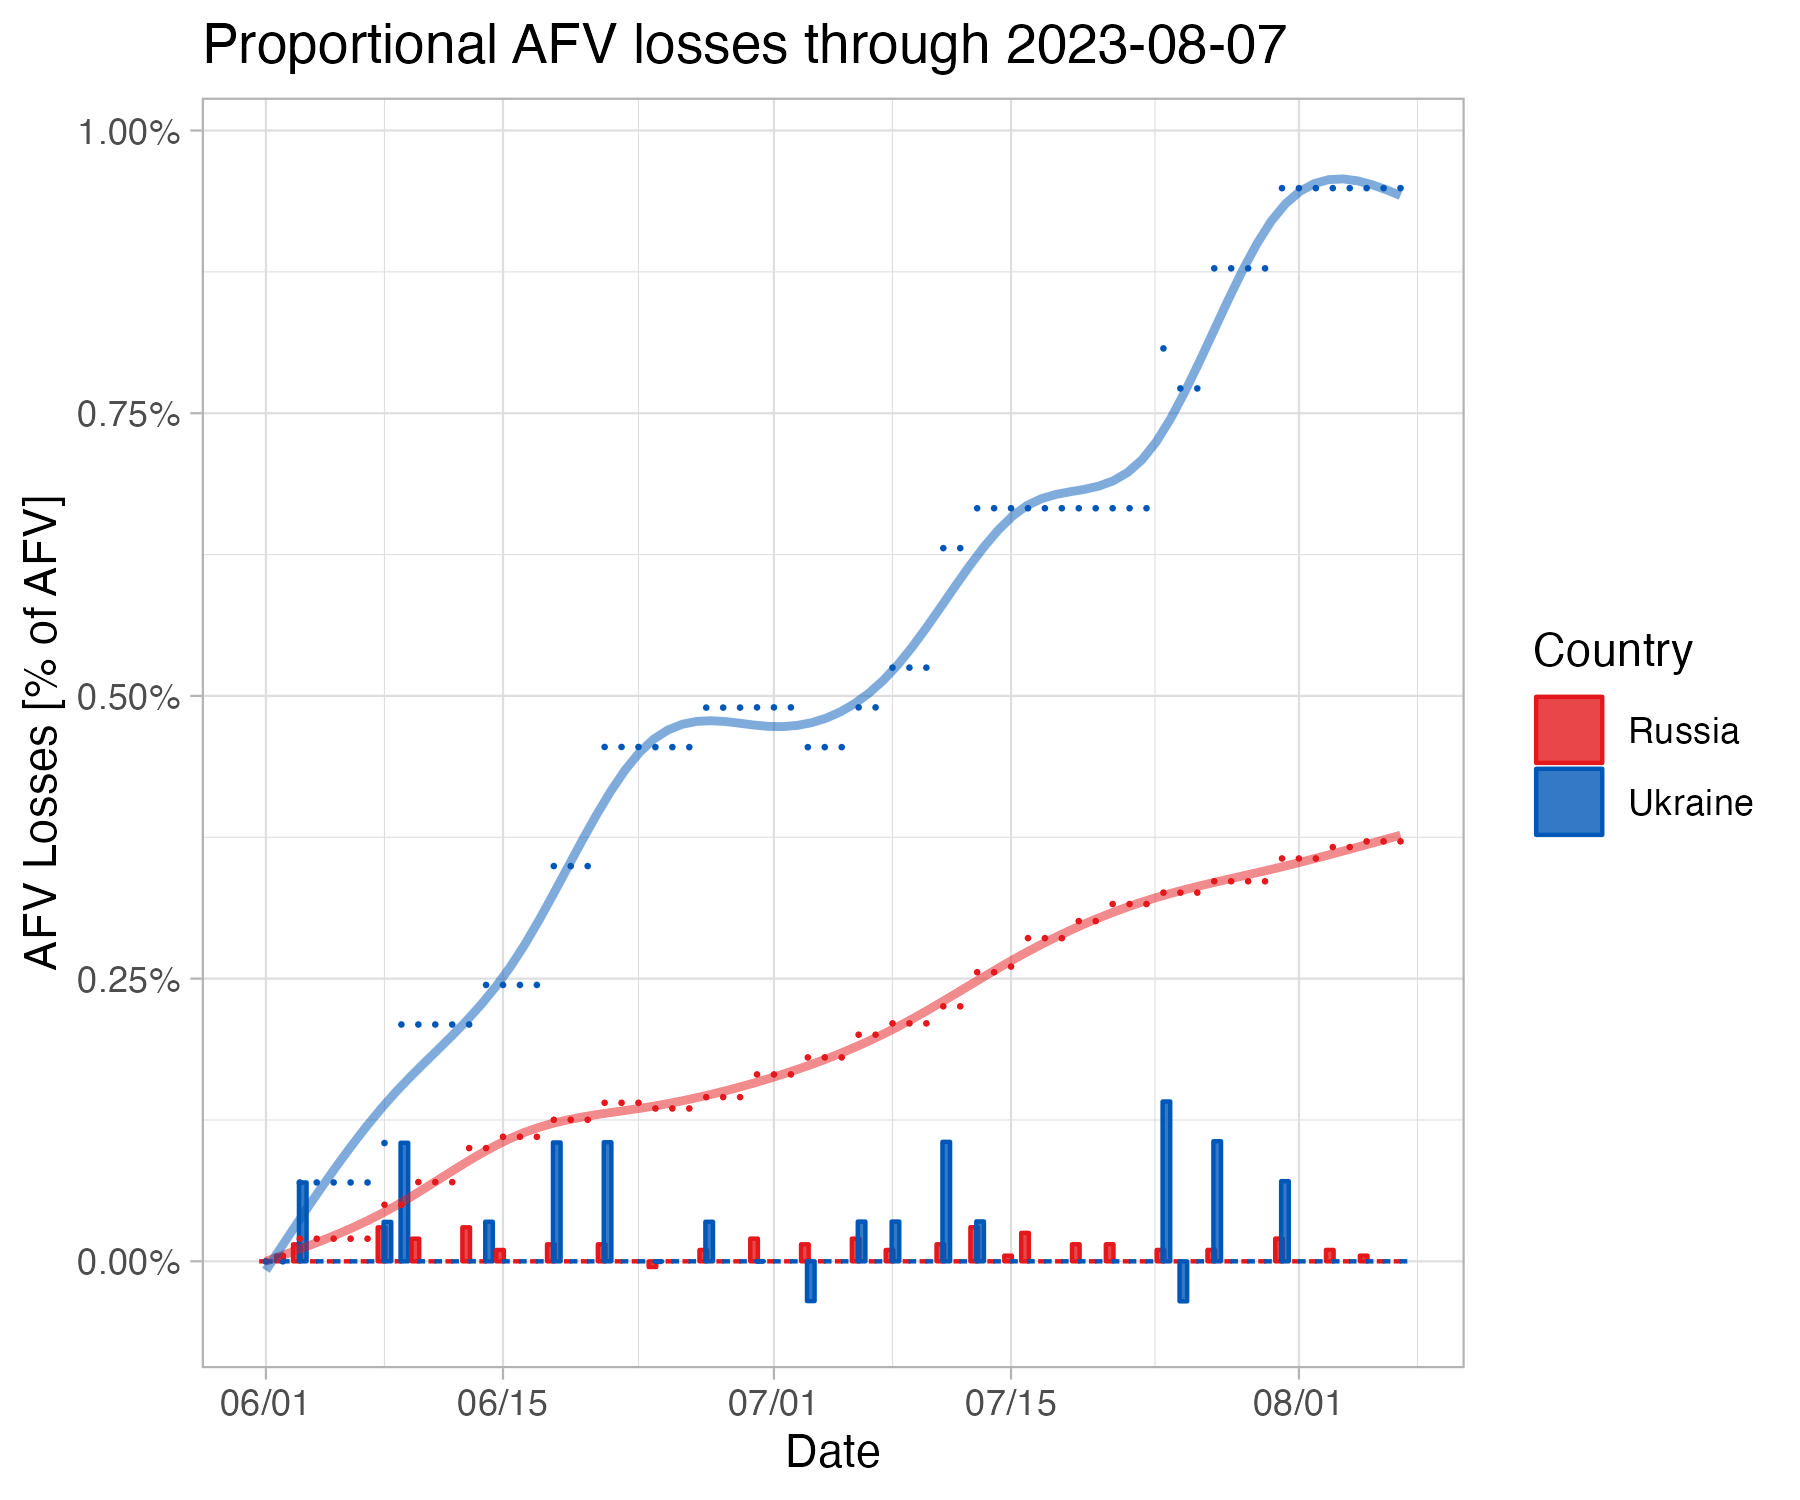 Proportional AFV losses through 2023-08-07
AFV Losses [% of AFV]
1.00%
0.75%
0.50%
0.25%
0.00%
06/01
06/15
07/01
07/15
08/01
Date
Country
Russia
Ukraine